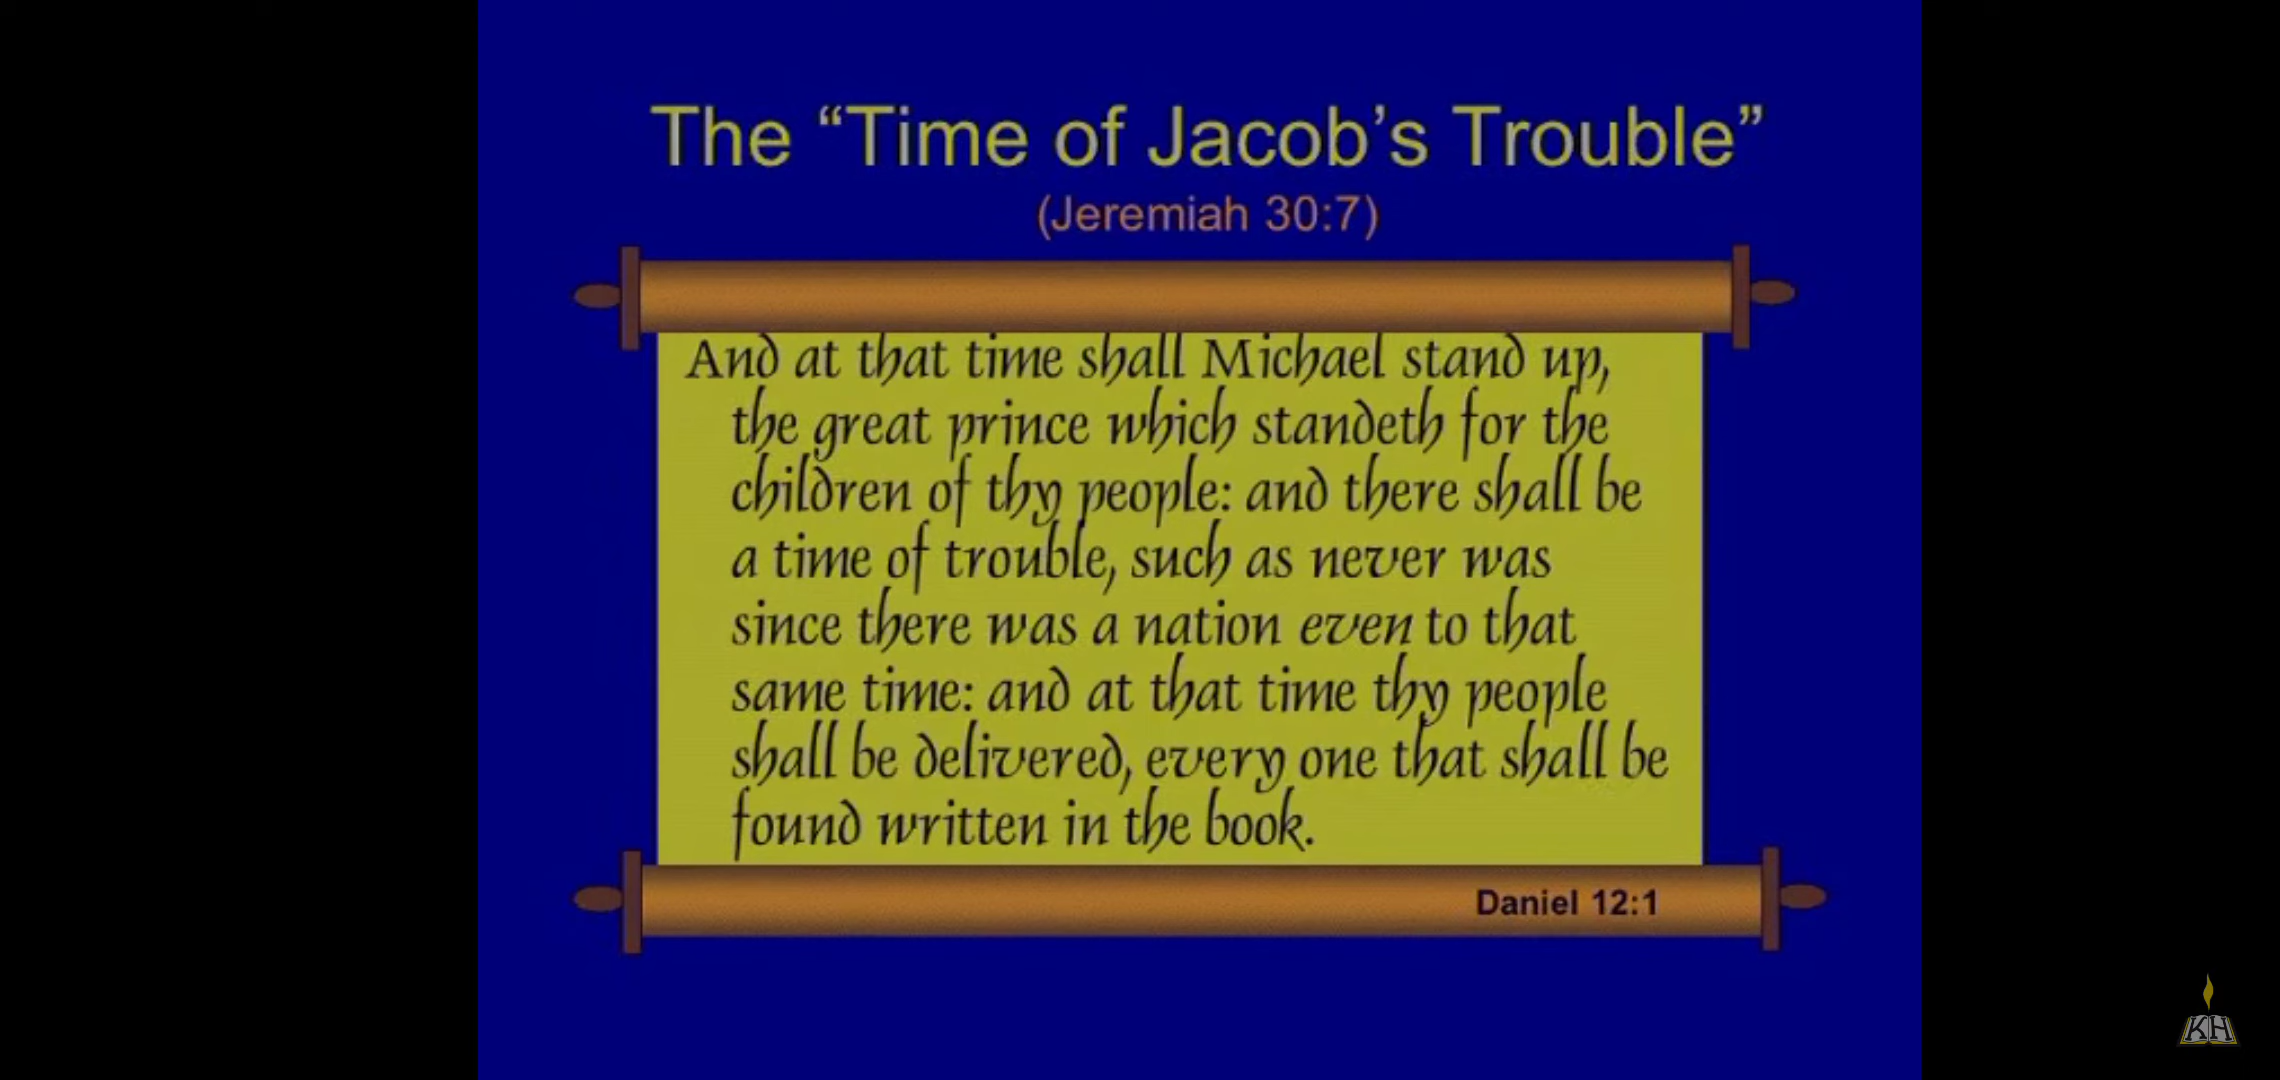 The “Time of Jacob’s Trouble”
(Jeremiah 30:7)
And at that time shall Michael stand up,
the great prince which standeth for the
children of thy people: and there shall be
a time of trouble, such as never was
since there was a nation even to that
same time: and at that time thy people
shall be delivered, every one that shall be
found written in the book.
Daniel 12:1
KH